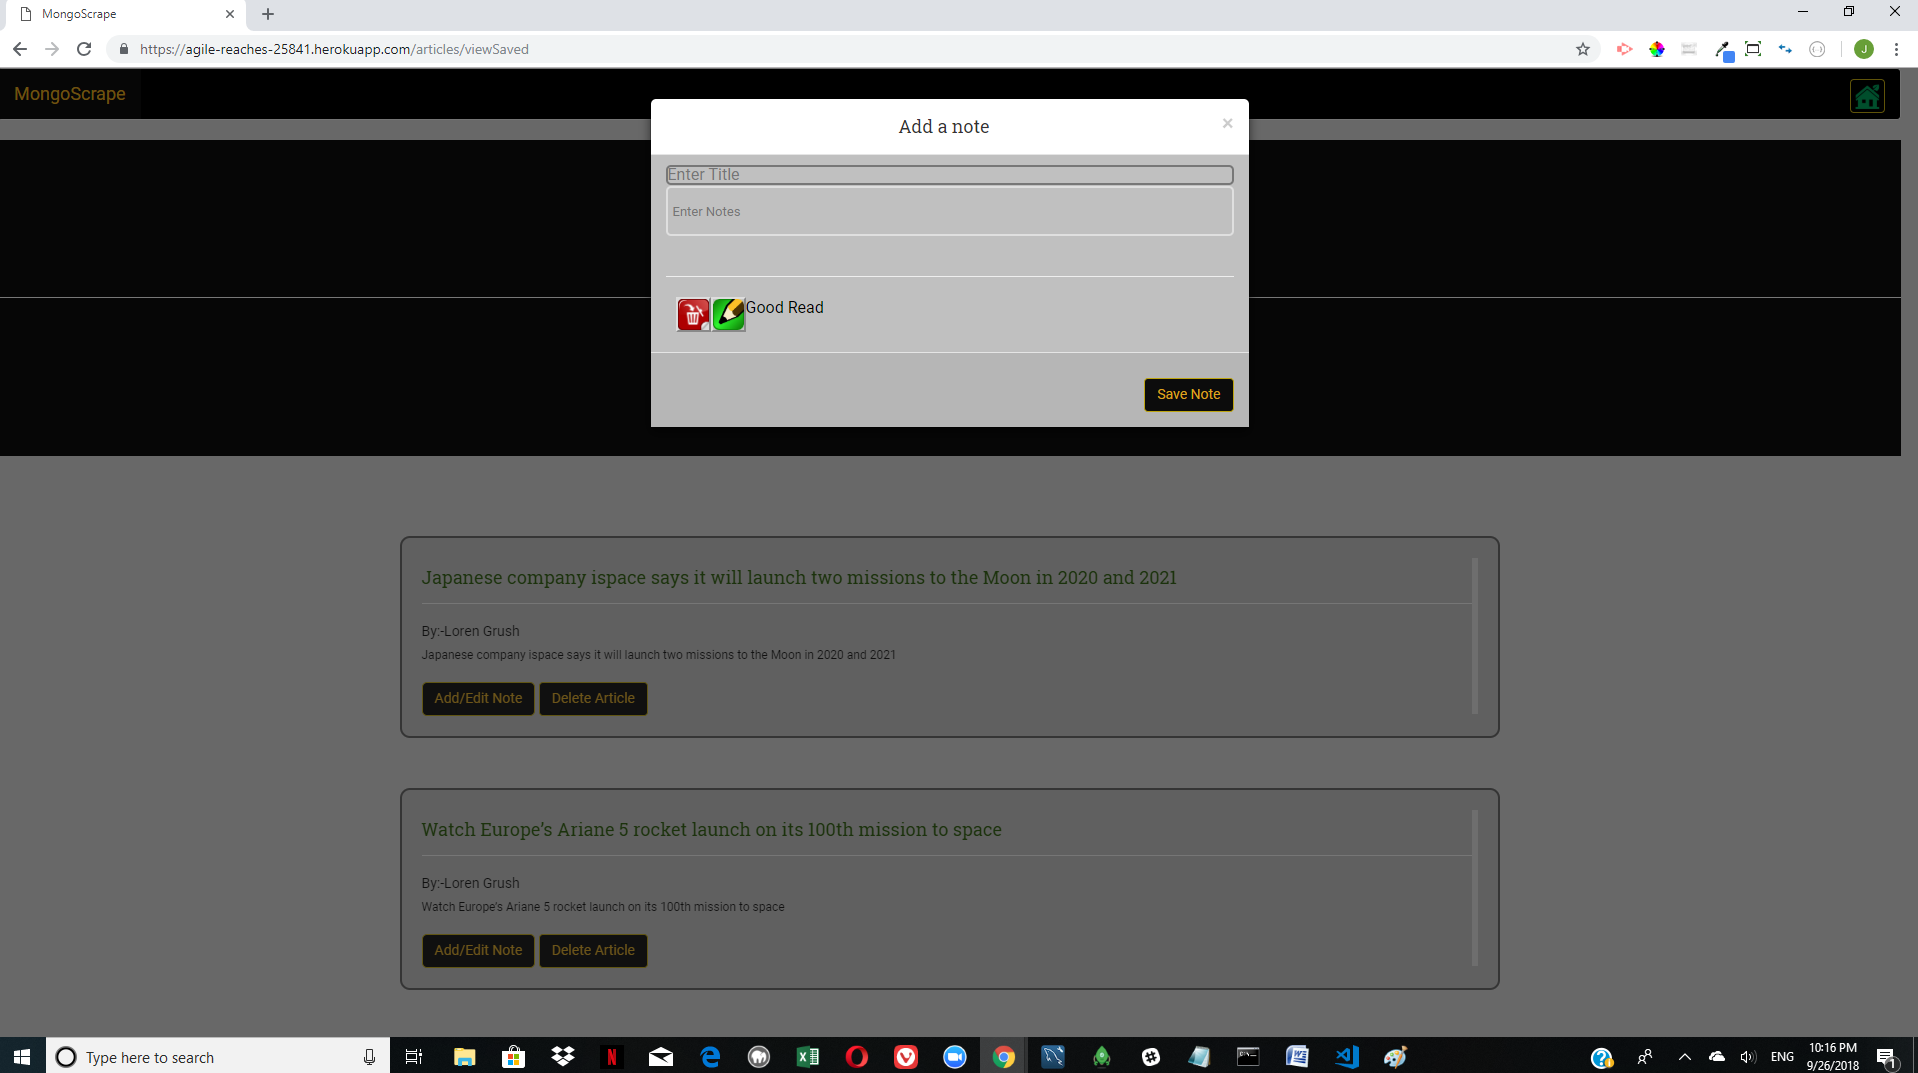 MongoScrape
https://agile-reaches-25841.herokuapp.com/articles/viewSaved
J
MongoScrape
Add a note
×
Enter Title
Enter Notes
Good Read
Save Note
Japanese company ispace says it will launch two missions to the Moon in 2020 and 2021
By:-Loren Grush
Japanese company ispace says it will launch two missions to the Moon in 2020 and 2021
Add/Edit Note Delete Article
Watch Europe’s Ariane 5 rocket launch on its 100th mission to space
By:-Loren Grush
Watch Europe’s Ariane 5 rocket launch on its 100th mission to space
Add/Edit Note Delete Article
Type here to search
ENG
10:16 PM
9/26/2018
1